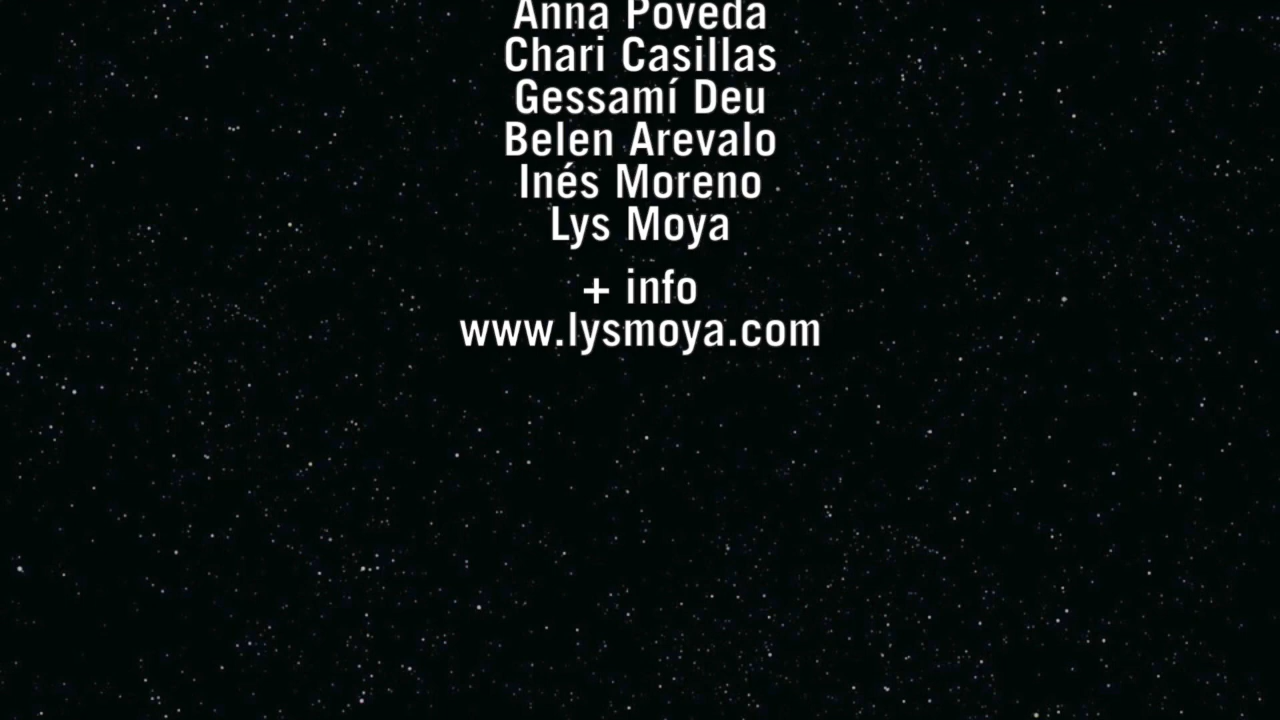 Anna Poveda
Chari Casillas
Gessamí Deu
Belen Arevalo
Inés Moreno
Lys Moya
+ info
www.lysmoya.com